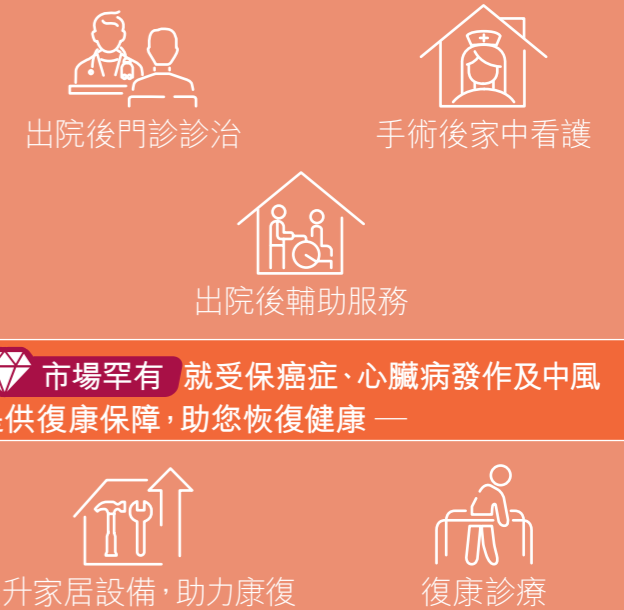 出院後門診診治
手術後家中看護
出院後輔助服務
市場罕有 就受保癌症、心臟病發作及中風
供復康保障，助您恢復健康 —
升家居設備，助力康復
復康診療